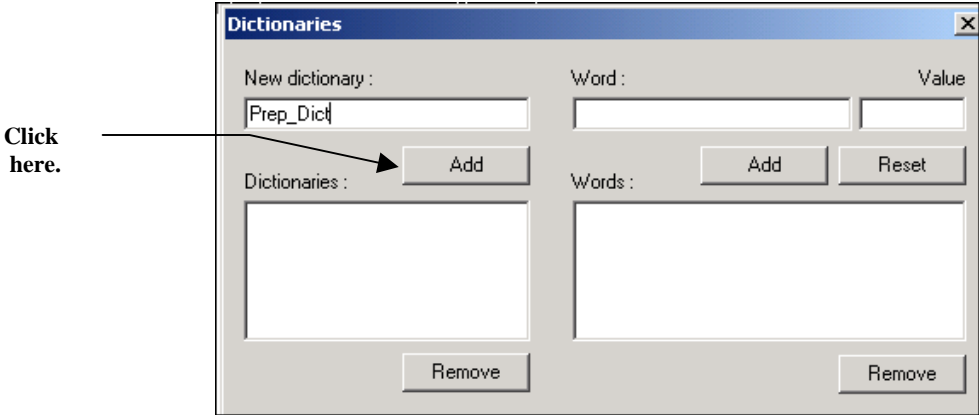 Dictionaries
New dictionary :
Word :
Value
Prep_Dict
Click
here.
Add
Add
Reset
Dictionaries :
Words :
Remove
Remove